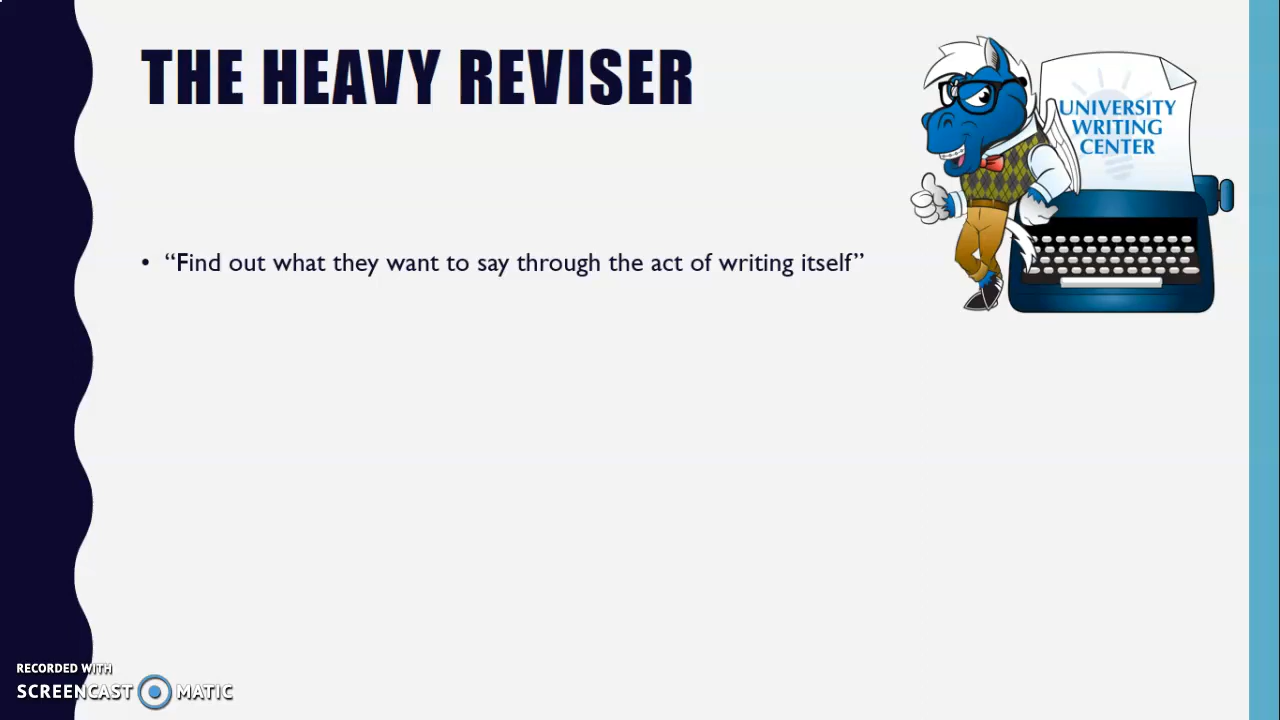 THE HEAVY REVISER
UNIVERSITY
WRITING
CENTER
• “Find out what they want to say through the act of writing itself”
RECORDED WITH
SCREENCAST MATIC